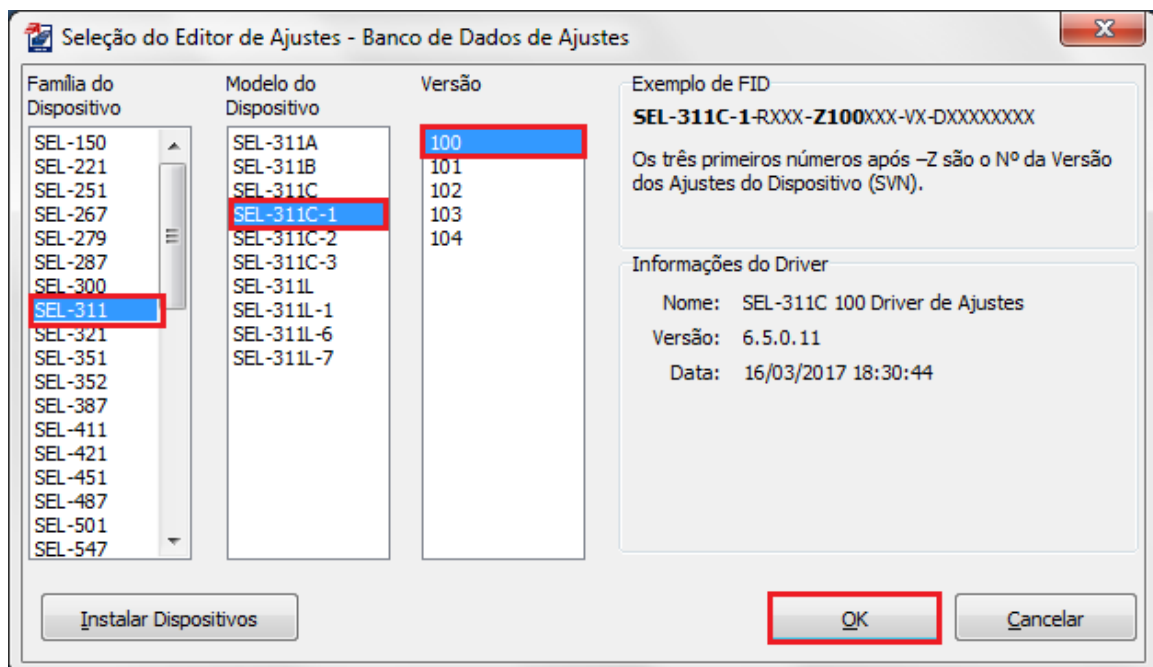 Seleção do Editor de Ajustes - Banco de Dados de Ajustes
Família do
Dispositivo
SEL-150
SEL-221
SEL-251
SEL-267
SEL-279
SEL-287
SEL-300
SEL-311
SEL-321
SEL-351
SEL-352
SEL-387
SEL-411
SEL-421
SEL-451
SEL-487
SEL-501
SEL-547
Modelo do
Dispositivo
SEL-311A
SEL-311B
SEL-311C
SEL-311C-1
SEL-311C-2
SEL-311C-3
SEL-311L
SEL-311L-1
SEL-311L-6
SEL-311L-7
Versão
100
101
102
103
104
Exemplo de FID
SEL-311C-1-RXXX-Z100XXX-VX-DXXXXXXXX
Os três primeiros números após –Z são o Nº da Versão
dos Ajustes do Dispositivo (SVN).
Informações do Driver
Nome: SEL-311C 100 Driver de Ajustes
Versão: 6.5.0.11
Data: 16/03/2017 18:30:44
Instalar Dispositivos
OK
Cancelar